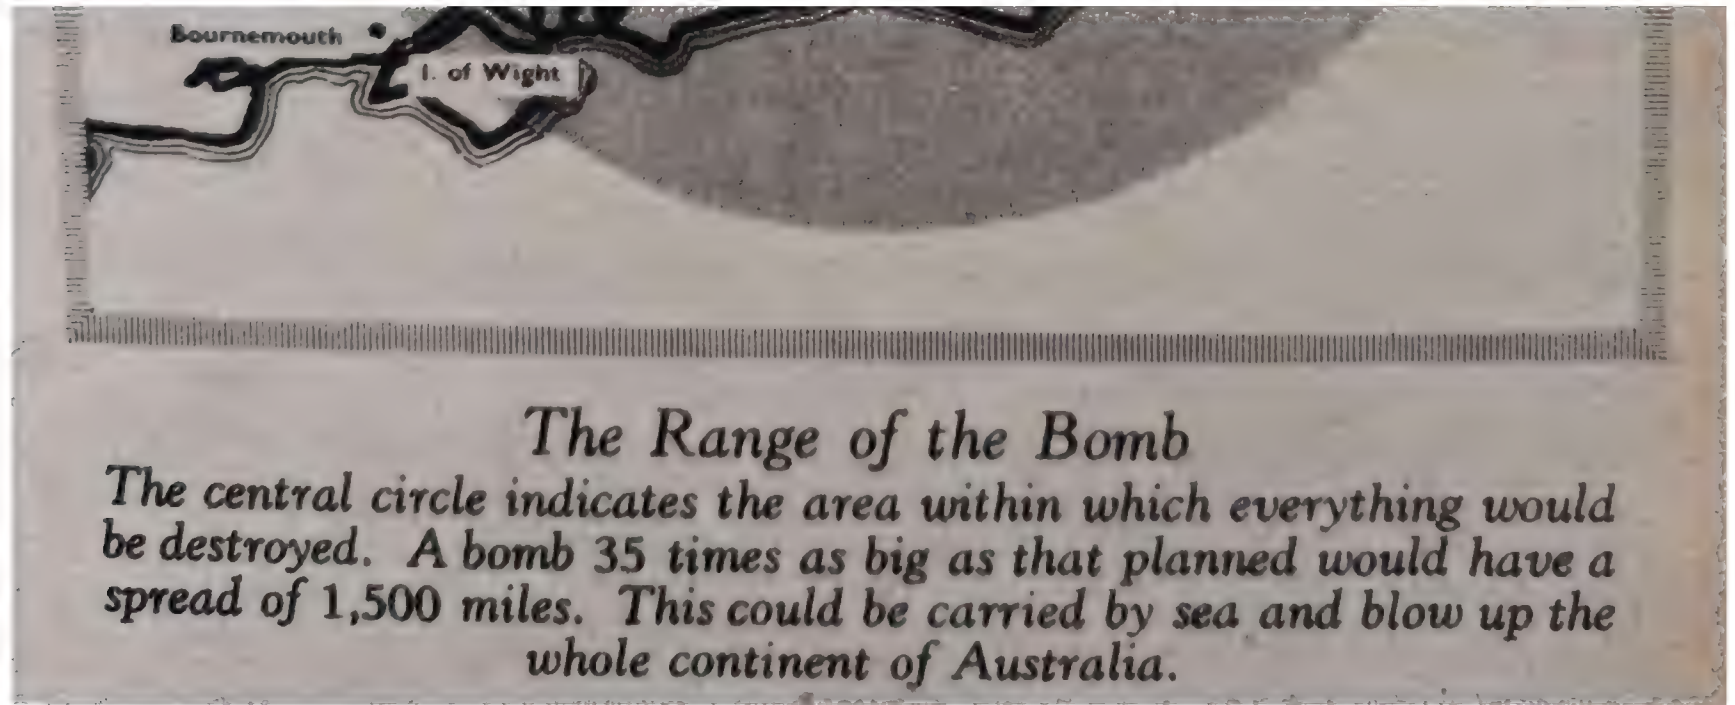 Bournemouth
I. of Wight
The Range of the Bomb
The central circle indicates the area within which everything would
be destroyed. A bomb 35 times as big as that planned would have a
spread of 1,500 miles. This could be carried by sea and blow up the
whole continent of Australia.